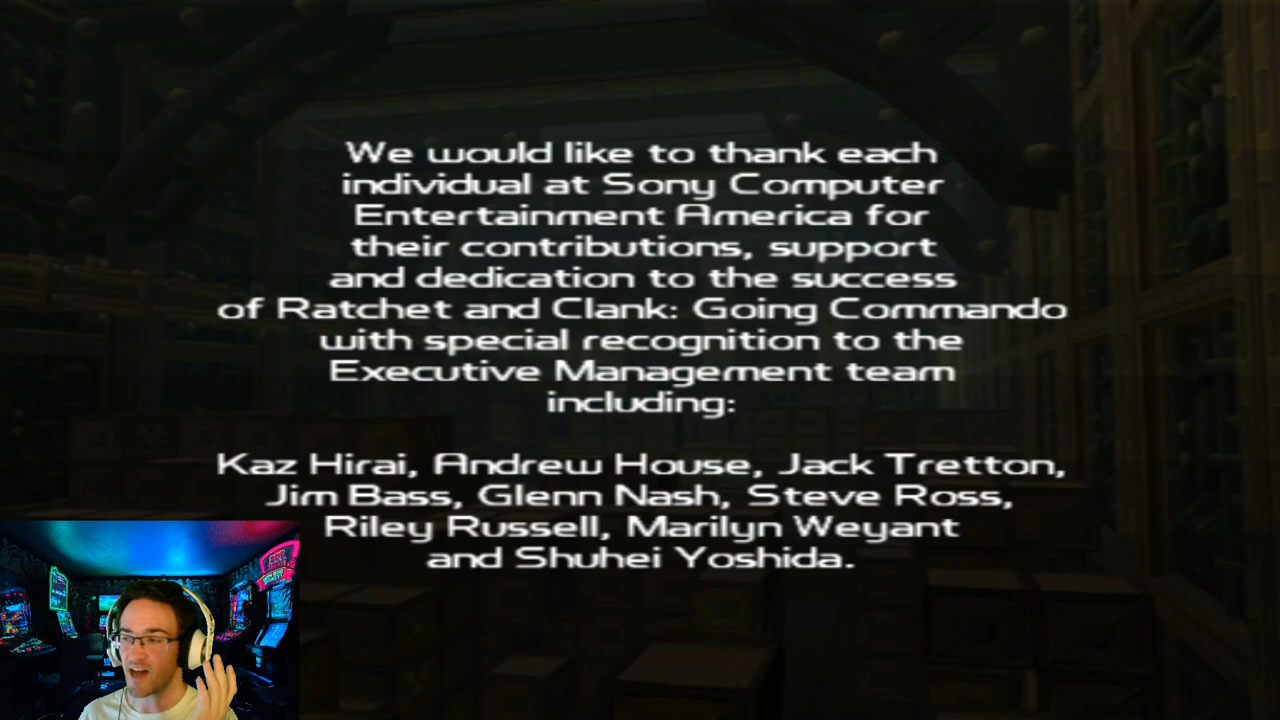 We would like to thank each
individual at Sony Computer
Entertainment America for
their contributions, support
and dedication to the success
of Ratchet and Clank: Going Commando
with special recognition to the
Executive Management team
including:
Kaz Hirai, Andrew House, Jack Tretton,
Jim Bass, Glenn Nash, Steve Ross,
Riley Russell, Marilyn Weyant
and Shuhei Yoshida.